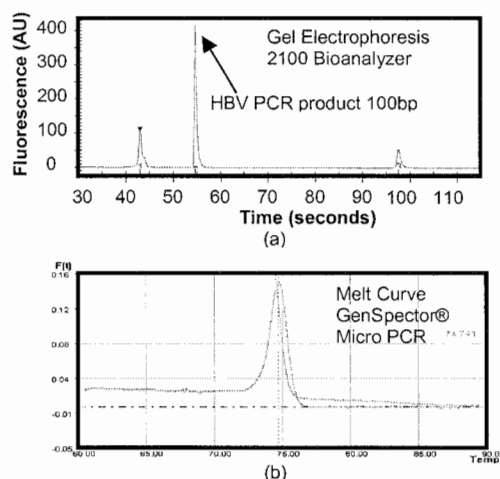 Fluorescence (AU)
400
300
200
100
0
Gel Electrophoresis
2100 Bioanalyzer
HBV PCR product 100bp
30 40 50 60 70 80 90 100 110
Time (seconds)
(a)
F(t)
0.16
0.12
0.08
0.04
-0.01
-0.05
Melt Curve
GenSpector®
Micro PCR
60.00 65.00 70.00 75.00 80.00 85.00 90.0
Temp
(b)